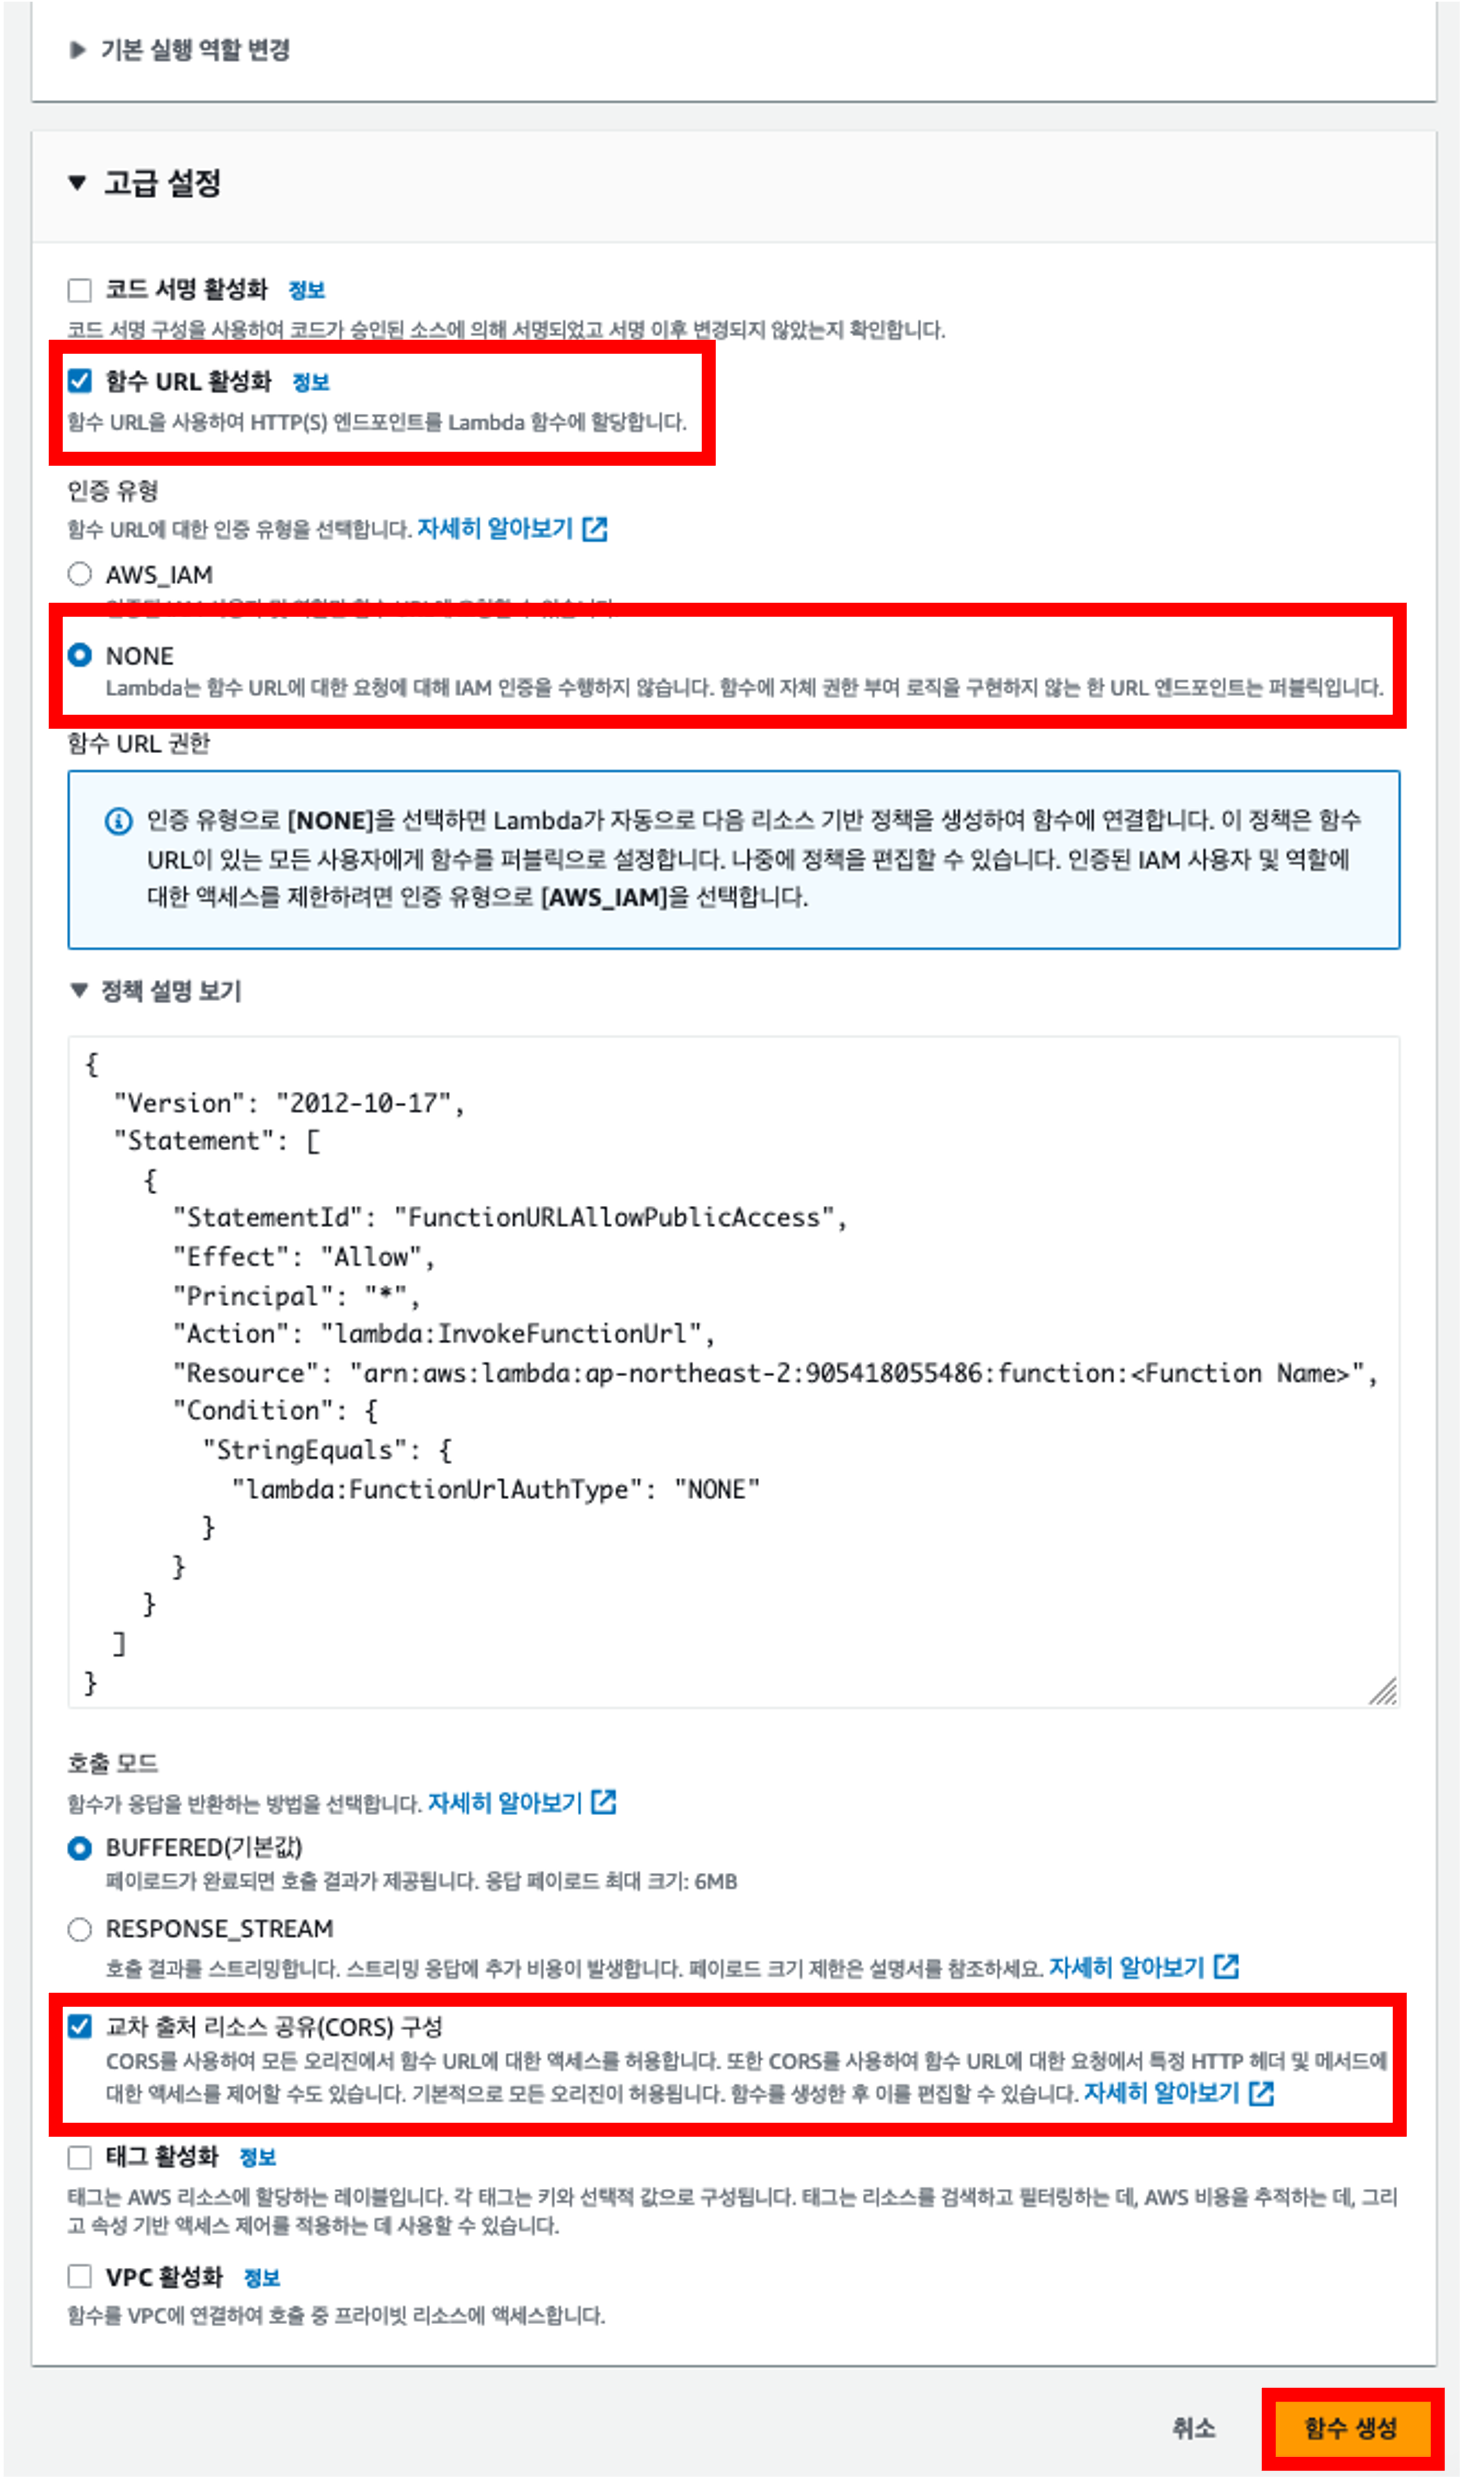 ▶ 기본 실행 역할 변경
▼ 고급 설정
코드 서명 활성화 정보
코드 서명 구성을 사용하여 코드가 승인된 소스에 의해 서명되었고 서명 이후 변경되지 않았는지 확인합니다.
함수 URL 활성화 정보
함수 URL을 사용하여 HTTP(S) 엔드포인트를 Lambda 함수에 할당합니다.
인증 유형
함수 URL에 대한 인증 유형을 선택합니다. 자세히 알아보기
AWS_IAM
NONE
Lambda는 함수 URL에 대한 요청에 대해 IAM 인증을 수행하지 않습니다. 함수에 자체 권한 부여 로직을 구현하지 않는 한 URL 엔드포인트는 퍼블릭입니다.
함수 URL 권한
인증 유형으로 [NONE]을 선택하면 Lambda가 자동으로 다음 리소스 기반 정책을 생성하여 함수에 연결합니다. 이 정책은 함수
URL이 있는 모든 사용자에게 함수를 퍼블릭으로 설정합니다. 나중에 정책을 편집할 수 있습니다. 인증된 IAM 사용자 및 역할에
대한 액세스를 제한하려면 인증 유형으로 [AWS_IAM]을 선택합니다.
▼ 정책 설명 보기
{
"Version": "2012-10-17",
"Statement": [
{
"StatementId": "FunctionURLAllowPublicAccess",
"Effect": "Allow",
"Principal": "*",
"Action": "lambda:InvokeFunctionUrl",
"Resource": "arn:aws:lambda:ap-northeast-2:905418055486:function:<Function Name>",
"Condition": {
"StringEquals": {
"lambda:FunctionUrlAuthType": "NONE"
}
}
}
]
}
호출 모드
함수가 응답을 반환하는 방법을 선택합니다. 자세히 알아보기
BUFFERED(기본값)
페이로드가 완료되면 호출 결과가 제공됩니다. 응답 페이로드 최대 크기: 6MB
RESPONSE_STREAM
호출 결과를 스트리밍합니다. 스트리밍 응답에 추가 비용이 발생합니다. 페이로드 크기 제한은 설명서를 참조하세요. 자세히 알아보기
교차 출처 리소스 공유(CORS) 구성
CORS를 사용하여 모든 오리진에서 함수 URL에 대한 액세스를 허용합니다. 또한 CORS를 사용하여 함수 URL에 대한 요청에서 특정 HTTP 헤더 및 메서드에
대한 액세스를 제어할 수도 있습니다. 기본적으로 모든 오리진이 허용됩니다. 함수를 생성한 후 이를 편집할 수 있습니다. 자세히 알아보기
태그 활성화 정보
태그는 AWS 리소스에 할당하는 레이블입니다. 각 태그는 키와 선택적 값으로 구성됩니다. 태그는 리소스를 검색하고 필터링하는 데, AWS 비용을 추적하는 데, 그리
고 속성 기반 액세스 제어를 적용하는 데 사용할 수 있습니다.
VPC 활성화 정보
함수를 VPC에 연결하여 호출 중 프라이빗 리소스에 액세스합니다.
취소
함수 생성